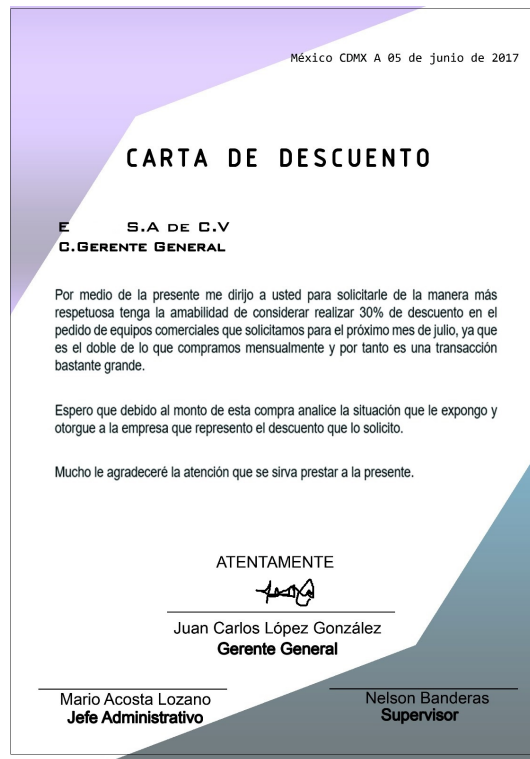 México CDMX A 05 de junio de 2017
CARTA DE DESCUENTO
E S.A DE C.V
C.GERENTE GENERAL
Por medio de la presente me dirijo a usted para solicitarle de la manera más
respetuosa tenga la amabilidad de considerar realizar 30% de descuento en el
pedido de equipos comerciales que solicitamos para el próximo mes de julio, ya que
es el doble de lo que compramos mensualmente y por tanto es una transacción
bastante grande.
Espero que debido al monto de esta compra analice la situación que le expongo y
otorgue a la empresa que represento el descuento que lo solicito.
Mucho le agradeceré la atención que se sirva prestar a la presente.
ATENTAMENTE
Juan Carlos López González
Gerente General
Mario Acosta Lozano
Jefe Administrativo
Nelson Banderas
Supervisor